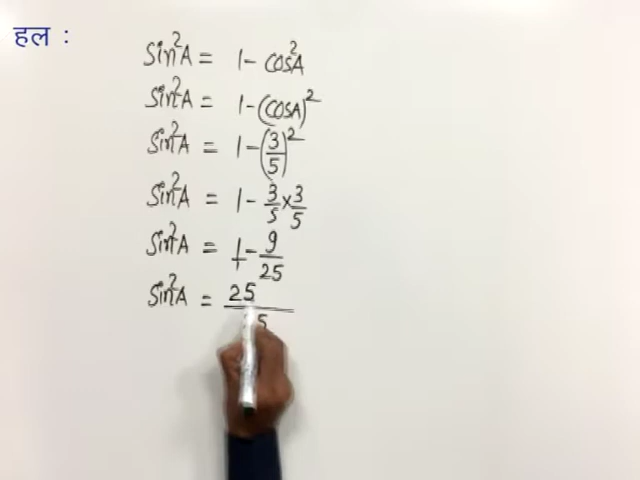 हल :
Sin²A = 1 - cos²A
Sin²A = 1 - (cosA)²
Sin²A = 1 - (3/5)²
Sin²A = 1 - 3/5 × 3/5
Sin²A = 1/1 - 9/25
Sin²A = 25